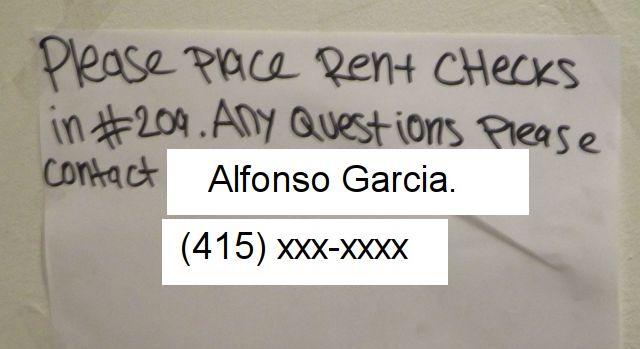 Please Place Rent Checks
in #209. Any Questions Please
contact Alfonso Garcia.
(415) xxx-xxxx